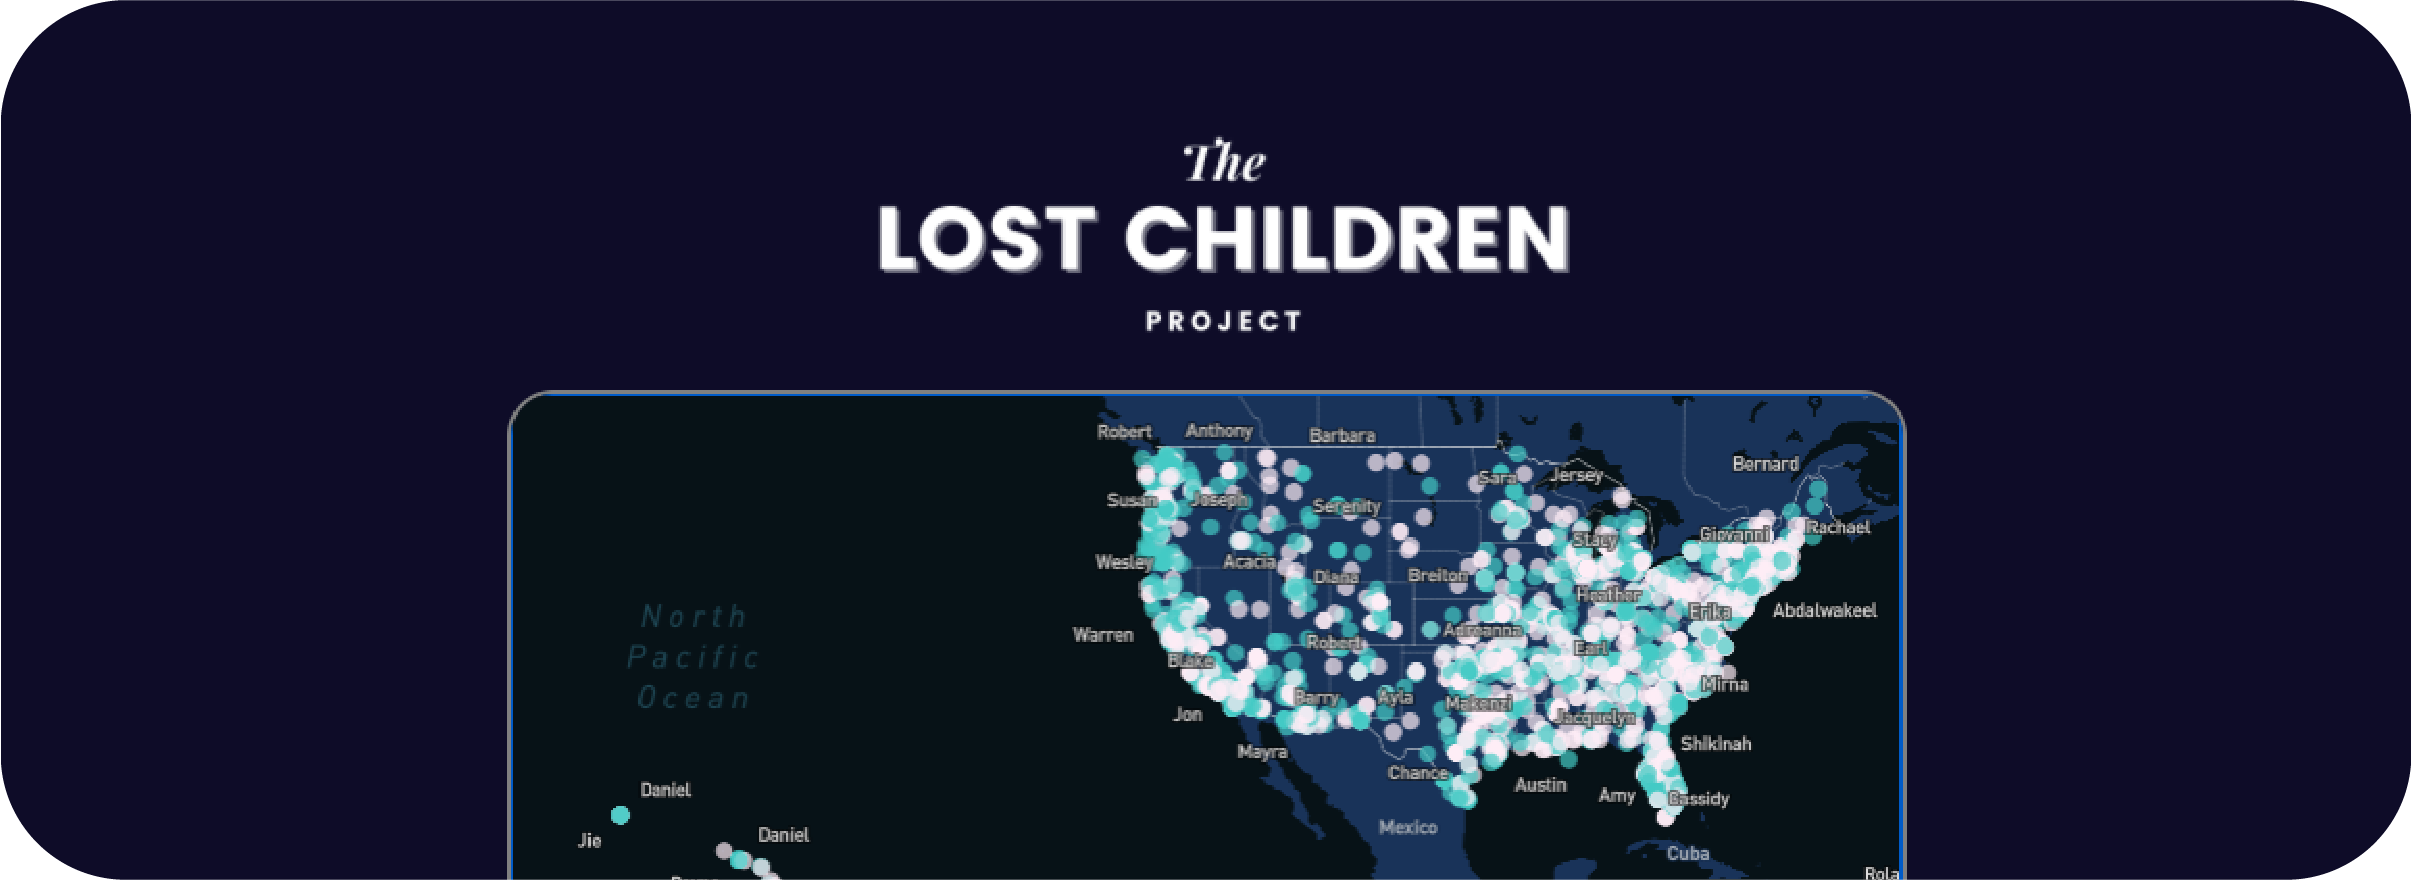 The
LOST CHILDREN
PROJECT
Robert
Anthony
Barbara
Bernard
Sara
Jersey
Susan
Joseph
Serenity
Rachael
Giovanni
Stacy
Wesley
Acacia
Diana
Breiton
Heather
Erika
Abdalwakeel
North
Pacific
Ocean
Warren
Robert
Adreanna
Earl
Blake
Mirna
Barry
Ayla
Makenzi
Jacquelyn
Jon
Shikinah
Mayra
Chance
Austin
Amy
Cassidy
Daniel
Jie
Daniel
Mexico
Cuba
Rola